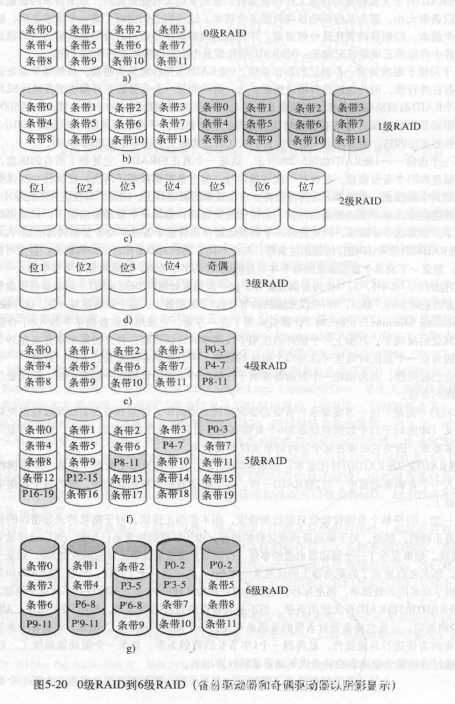 条带0 条带1 条带2 条带3
条带4 条带5 条带6 条带7
条带8 条带9 条带10 条带11
0级RAID
a)
条带0 条带1 条带2 条带3 条带0 条带1 条带2 条带3
条带4 条带5 条带6 条带7 条带4 条带5 条带6 条带7
条带8 条带9 条带10 条带11 条带8 条带9 条带10 条带11
1级RAID
b)
位1 位2 位3 位4 位5 位6 位7
2级RAID
c)
位1 位2 位3 位4 奇偶
3级RAID
d)
条带0 条带1 条带2 条带3 P0-3
条带4 条带5 条带6 条带7 P4-7
条带8 条带9 条带10 条带11 P8-11
4级RAID
e)
条带0 条带1 条带2 条带3 P0-3
条带4 条带5 条带6 P4-7 条带7
条带8 条带9 P8-11 条带10 条带11
条带12 P12-15 条带13 条带14 条带15
P16-19 条带16 条带17 条带18 条带19
5级RAID
f)
条带0 条带1 条带2 P0-2 P'0-2
条带3 条带4 P3-5 P'3-5 条带5
条带6 P6-8 P'6-8 条带7 条带8
P9-11 P'9-11 条带9 条带10 条带11
6级RAID
g)
图5-20 0级RAID到6级RAID（备份驱动器和奇偶驱动器以阴影显示）